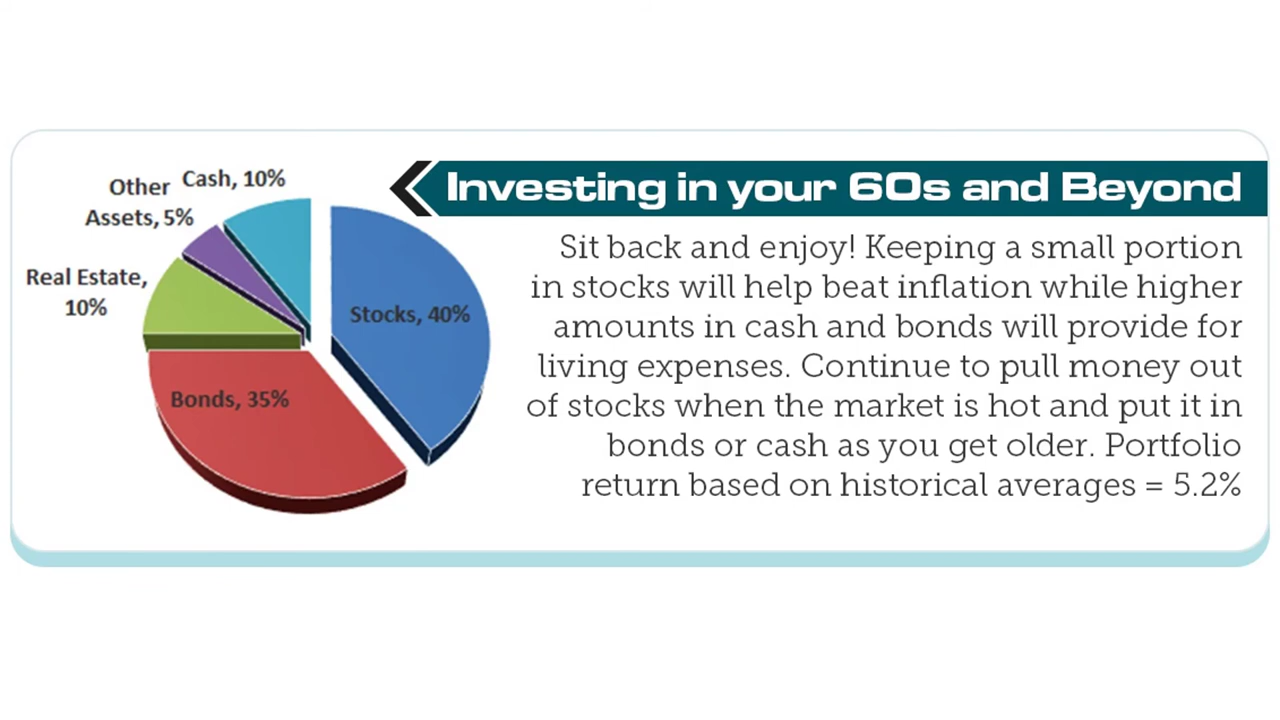 Other
Assets, 5%
Cash, 10%
Real Estate,
10%
Stocks, 40%
Bonds, 35%
Investing in your 60s and Beyond
Sit back and enjoy! Keeping a small portion
in stocks will help beat inflation while higher
amounts in cash and bonds will provide for
living expenses. Continue to pull money out
of stocks when the market is hot and put it in
bonds or cash as you get older. Portfolio
return based on historical averages = 5.2%